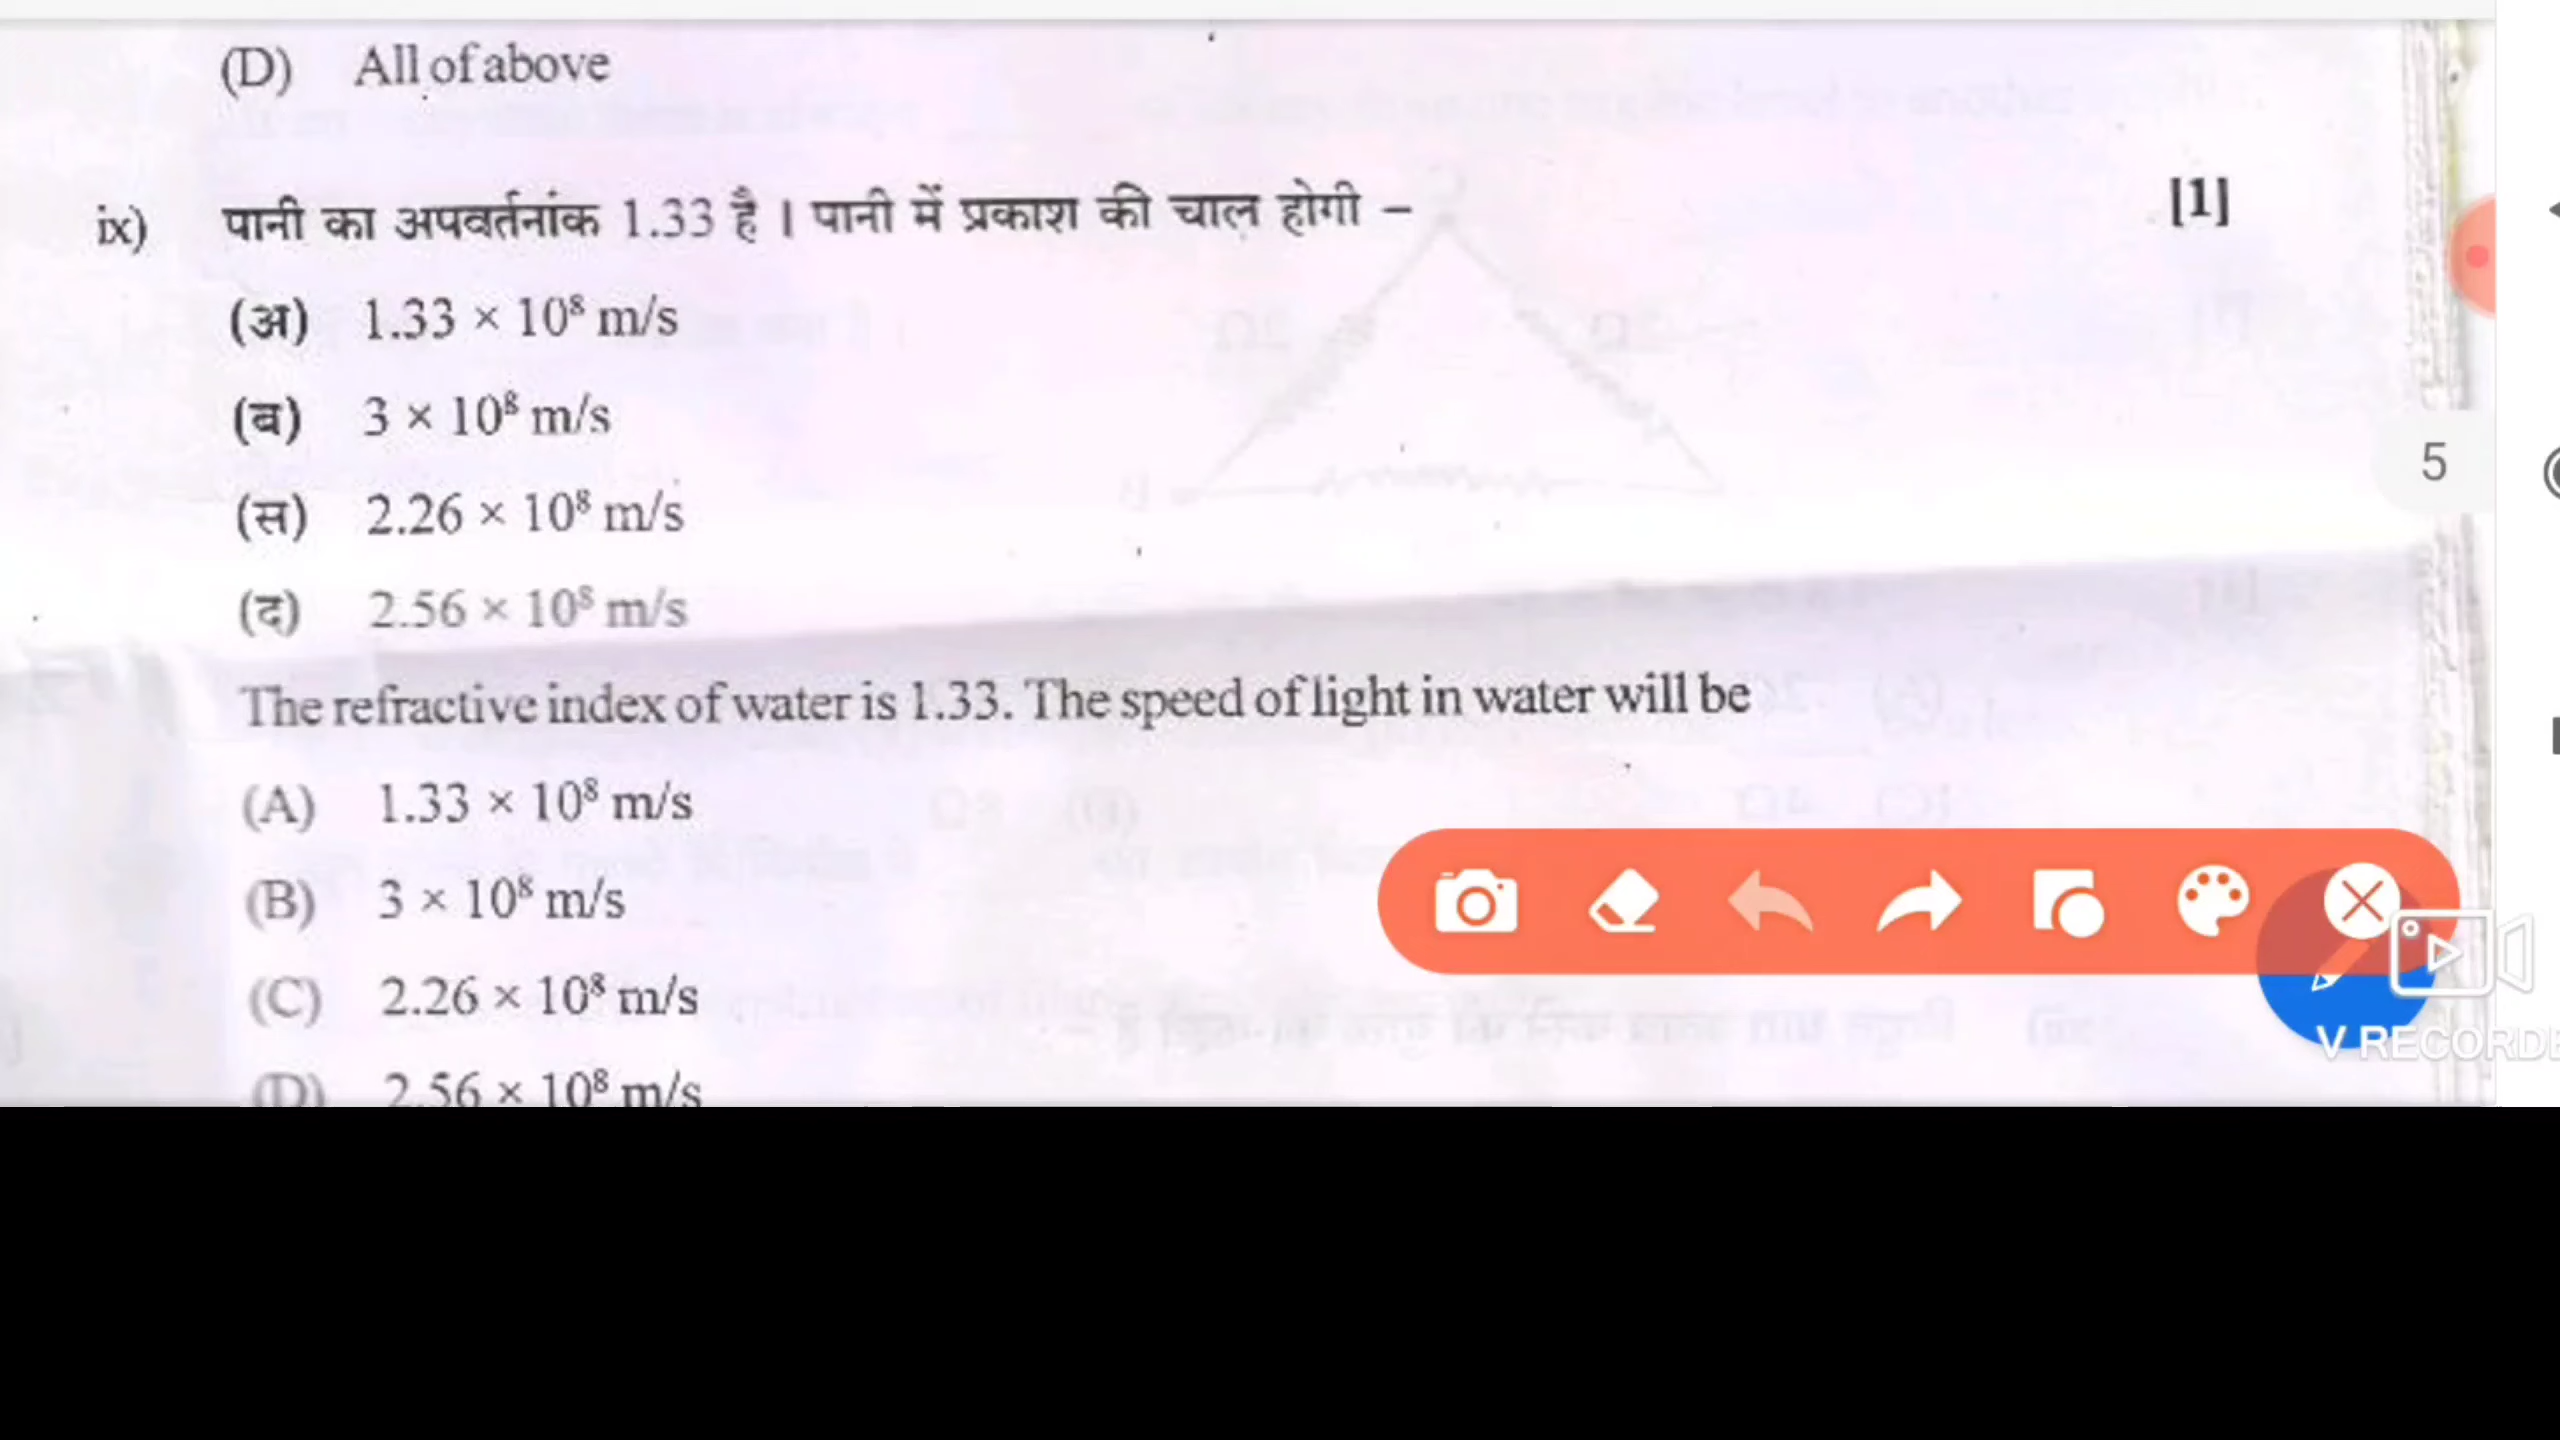 (D) All of above
ix) पानी का अपवर्तनांक 1.33 है । पानी में प्रकाश की चाल होगी – [1]
(अ) 1.33 × 10⁸ m/s
(ब) 3 × 10⁸ m/s
(स) 2.26 × 10⁸ m/s
5
(द) 2.56 × 10⁸ m/s
The refractive index of water is 1.33. The speed of light in water will be
(A) 1.33 × 10⁸ m/s
(B) 3 × 10⁸ m/s
(C) 2.26 × 10⁸ m/s
V RECORDE
(D) 2.56 × 10⁸ m/s